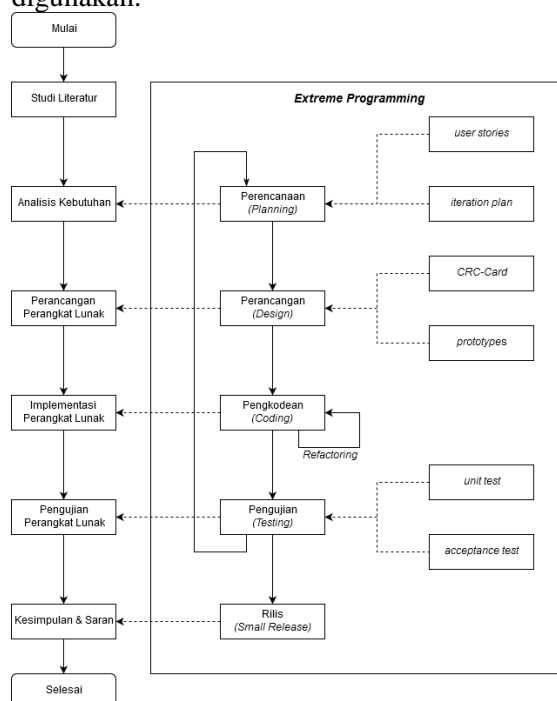 digunakan.
Mulai
Studi Literatur
Extreme Programming
user stories
Analisis Kebutuhan
Perencanaan
(Planning)
iteration plan
CRC-Card
Perancangan
Perangkat Lunak
Perancangan
(Design)
prototypes
Implementasi
Perangkat Lunak
Pengkodean
(Coding)
Refactoring
unit test
Pengujian
Perangkat Lunak
Pengujian
(Testing)
acceptance test
Kesimpulan & Saran
Rilis
(Small Release)
Selesai